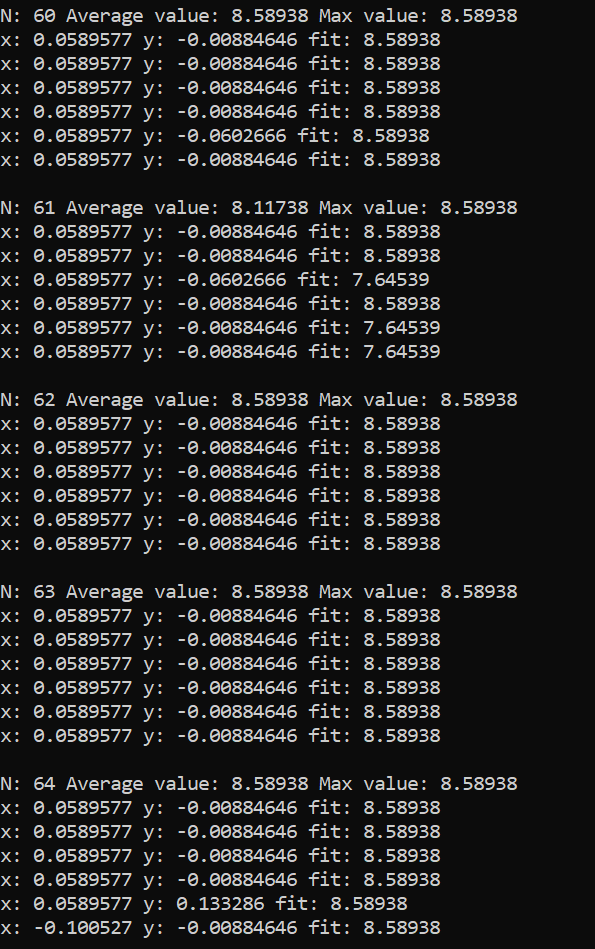 N: 60 Average value: 8.58938 Max value: 8.58938
x: 0.0589577 y: -0.00884646 fit: 8.58938
x: 0.0589577 y: -0.00884646 fit: 8.58938
x: 0.0589577 y: -0.00884646 fit: 8.58938
x: 0.0589577 y: -0.00884646 fit: 8.58938
x: 0.0589577 y: -0.0602666 fit: 8.58938
x: 0.0589577 y: -0.00884646 fit: 8.58938

N: 61 Average value: 8.11738 Max value: 8.58938
x: 0.0589577 y: -0.00884646 fit: 8.58938
x: 0.0589577 y: -0.00884646 fit: 8.58938
x: 0.0589577 y: -0.0602666 fit: 7.64539
x: 0.0589577 y: -0.00884646 fit: 8.58938
x: 0.0589577 y: -0.00884646 fit: 7.64539
x: 0.0589577 y: -0.00884646 fit: 7.64539

N: 62 Average value: 8.58938 Max value: 8.58938
x: 0.0589577 y: -0.00884646 fit: 8.58938
x: 0.0589577 y: -0.00884646 fit: 8.58938
x: 0.0589577 y: -0.00884646 fit: 8.58938
x: 0.0589577 y: -0.00884646 fit: 8.58938
x: 0.0589577 y: -0.00884646 fit: 8.58938
x: 0.0589577 y: -0.00884646 fit: 8.58938

N: 63 Average value: 8.58938 Max value: 8.58938
x: 0.0589577 y: -0.00884646 fit: 8.58938
x: 0.0589577 y: -0.00884646 fit: 8.58938
x: 0.0589577 y: -0.00884646 fit: 8.58938
x: 0.0589577 y: -0.00884646 fit: 8.58938
x: 0.0589577 y: -0.00884646 fit: 8.58938
x: 0.0589577 y: -0.00884646 fit: 8.58938

N: 64 Average value: 8.58938 Max value: 8.58938
x: 0.0589577 y: -0.00884646 fit: 8.58938
x: 0.0589577 y: -0.00884646 fit: 8.58938
x: 0.0589577 y: -0.00884646 fit: 8.58938
x: 0.0589577 y: -0.00884646 fit: 8.58938
x: 0.0589577 y: 0.133286 fit: 8.58938
x: -0.100527 y: -0.00884646 fit: 8.58938